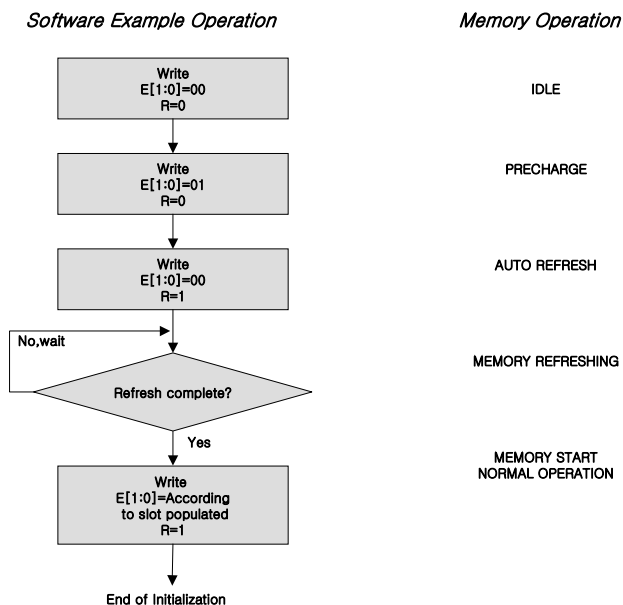 Software Example Operation
Memory Operation
Write
E[1:0]=00
R=0
IDLE
Write
E[1:0]=01
R=0
PRECHARGE
Write
E[1:0]=00
R=1
AUTO REFRESH
No,wait
Refresh complete?
MEMORY REFRESHING
Yes
Write
E[1:0]=According
to slot populated
R=1
MEMORY START
NORMAL OPERATION
End of Initialization